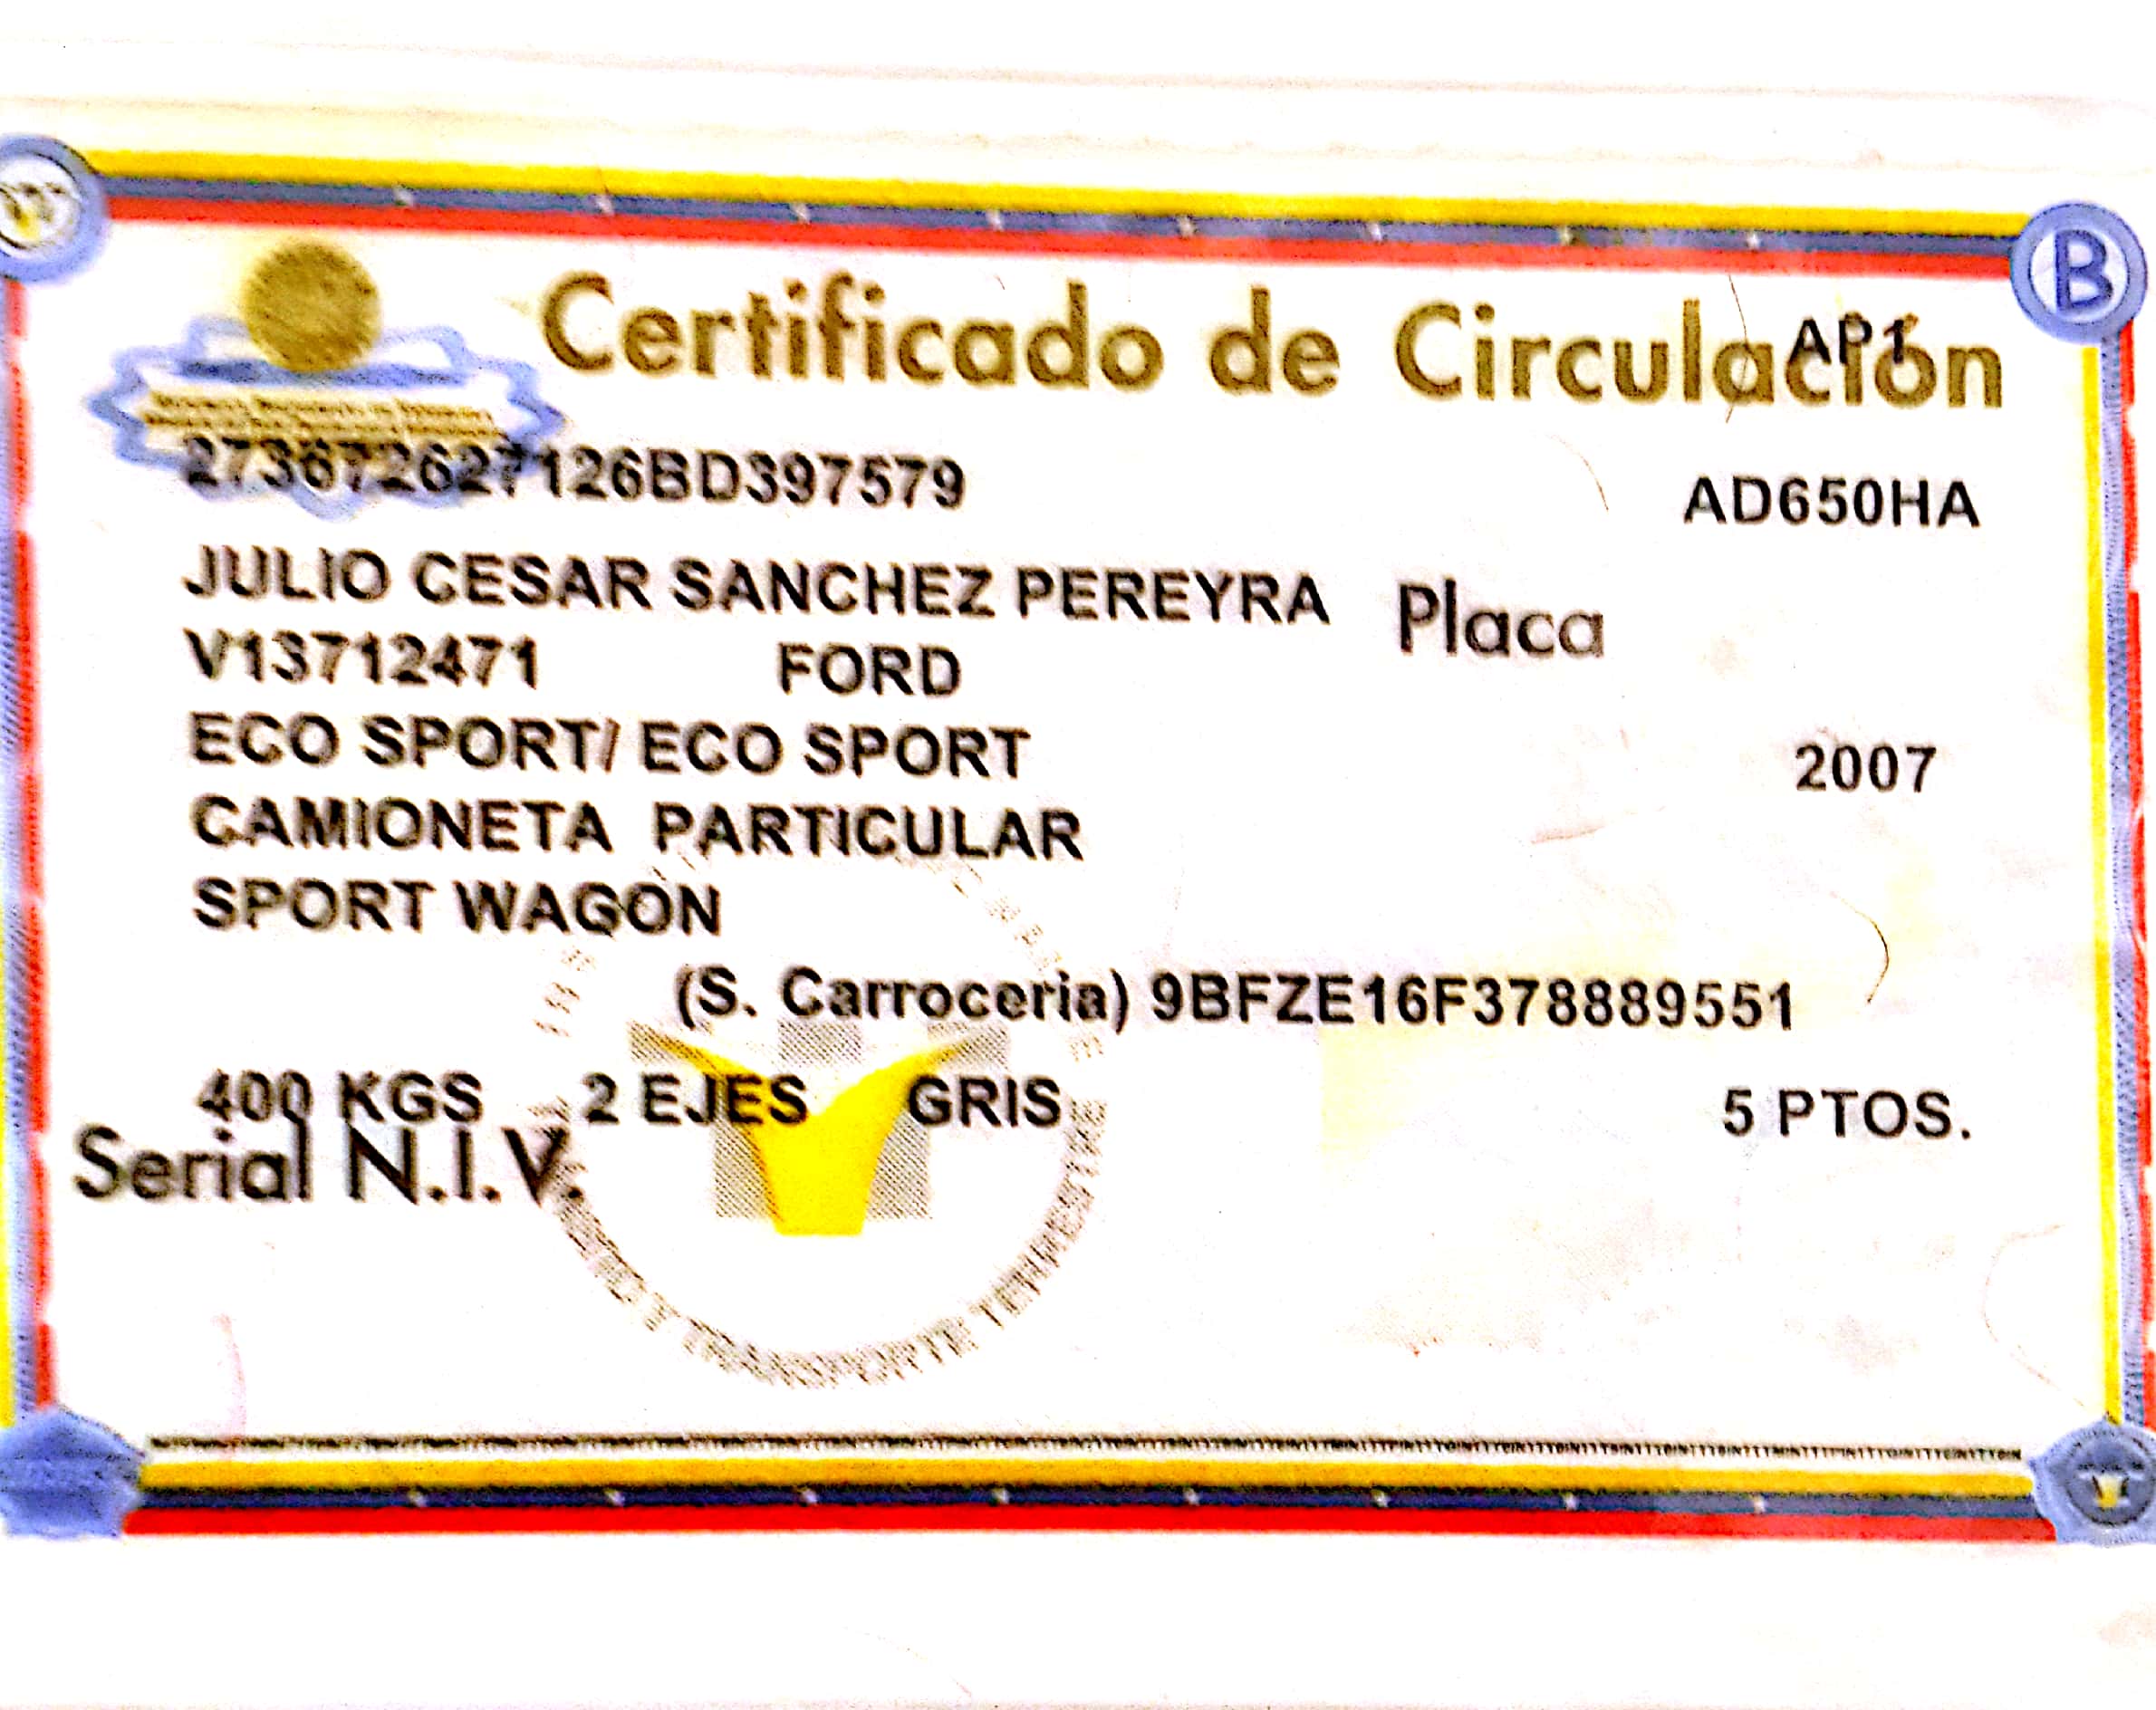 Certificado de Circulación
AP1
273672627126BD397579
AD650HA
JULIO CESAR SANCHEZ PEREYRA
Placa
V13712471 FORD
ECO SPORT/ ECO SPORT
2007
CAMIONETA PARTICULAR
SPORT WAGON
(S. Carroceria) 9BFZE16F378889551
400 KGS 2 EJES GRIS
5 PTOS.
Serial N.I.V.
Y TRANSPORTE TERRESTRE
B